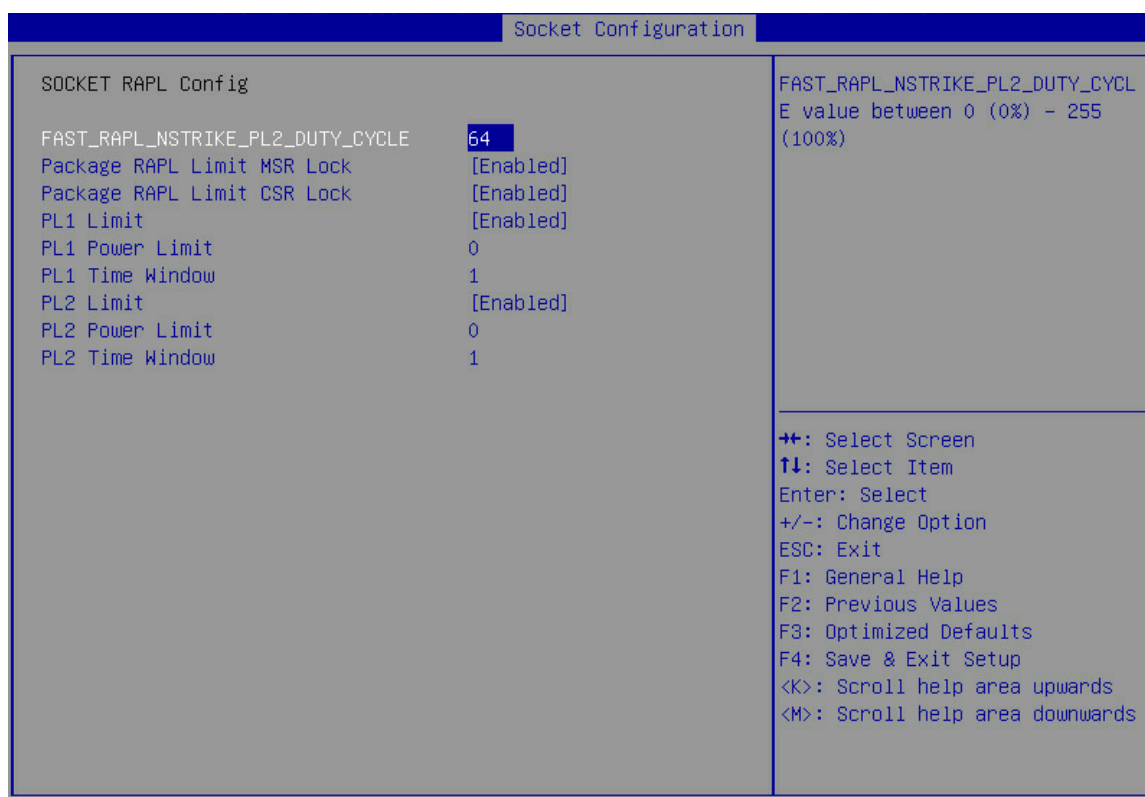 Socket Configuration
SOCKET RAPL Config
FAST_RAPL_NSTRIKE_PL2_DUTY_CYCLE 64
Package RAPL Limit MSR Lock [Enabled]
Package RAPL Limit CSR Lock [Enabled]
PL1 Limit [Enabled]
PL1 Power Limit 0
PL1 Time Window 1
PL2 Limit [Enabled]
PL2 Power Limit 0
PL2 Time Window 1
FAST_RAPL_NSTRIKE_PL2_DUTY_CYCL
E value between 0 (0%) - 255
(100%)
→←: Select Screen
↑↓: Select Item
Enter: Select
+/-: Change Option
ESC: Exit
F1: General Help
F2: Previous Values
F3: Optimized Defaults
F4: Save & Exit Setup
<K>: Scroll help area upwards
<M>: Scroll help area downwards